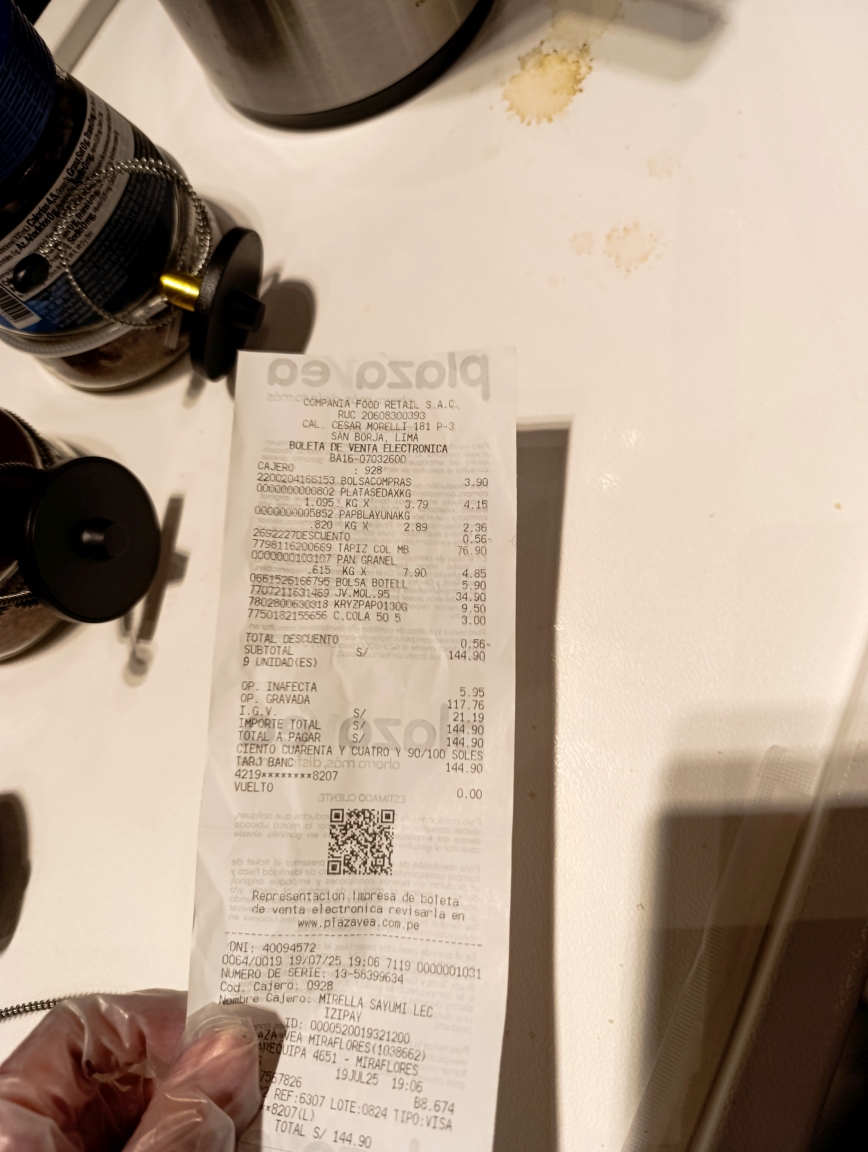 plazavea
COMPANIA FOOD RETAIL S.A.C.
RUC 20608300393
CAL. CESAR MORELLI 181 P-3
SAN BORJA, LIMA
BOLETA DE VENTA ELECTRONICA
BA16-07032600
CAJERO : 928
2200204166153 BOLSACOMPRAS 3.90
0000000000802 PLATASEDAXKG
1.095 KG X 3.79 4.15
0000000005852 PAPBLAYUNAKG
.820 KG X 2.89 2.36
2692227DESCUENTO 0.56-
7798116200669 TAPIZ COL MB 76.90
0000000103107 PAN GRANEL
.615 KG X 7.90 4.85
0661526166795 BOLSA BOTELL 5.90
7707211631469 JV.MOL.95 34.90
7802800630318 KRYZPAPO130G 9.50
7750182155656 C.COLA 50 5 3.00
TOTAL DESCUENTO 0.56-
SUBTOTAL S/ 144.90
9 UNIDAD(ES)
OP. INAFECTA 5.95
OP. GRAVADA 117.76
I.G.V. S/ 21.19
IMPORTE TOTAL S/ 144.90
TOTAL A PAGAR S/ 144.90
CIENTO CUARENTA Y CUATRO Y 90/100 SOLES
TARJ BANC 144.90
4219********8207
VUELTO 0.00
Representacion impresa de boleta
de venta electronica revisarla en
www.plazavea.com.pe
DNI: 40094572
0064/0019 19/07/25 19:06 7119 0000001031
NUMERO DE SERIE: 13-58399634
Cod. Cajero: 0928
Nombre Cajero: MIRELLA SAYUMI LEC
IZIPAY
ID: 0000520019321200
AZA VEA MIRAFLORES(1038662)
AREQUIPA 4651 - MIRAFLORES
19JUL25 19:06
7567826 B8.674
REF:6307 LOTE:0824 TIPO:VISA
**8207(L)
TOTAL S/ 144.90